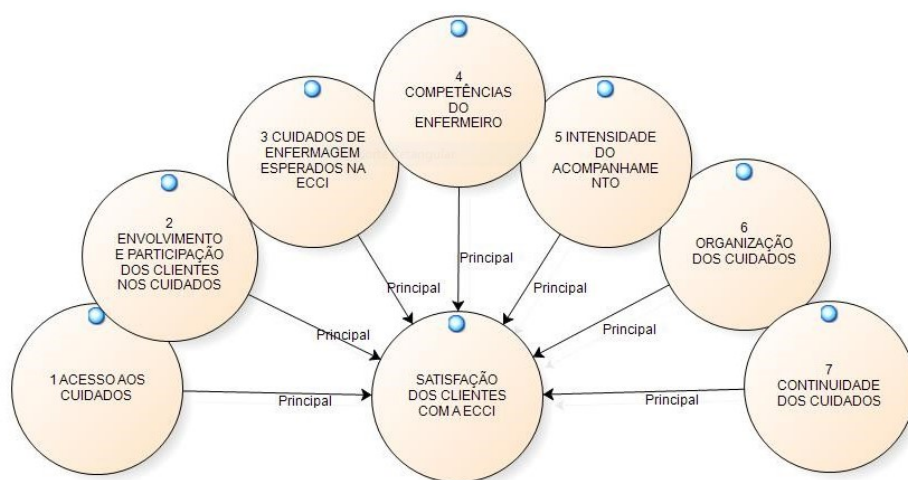 4
COMPETÊNCIAS
DO
ENFERMEIRO
3 CUIDADOS DE
ENFERMAGEM
ESPERADOS NA
ECCI
5 INTENSIDADE
DO
ACOMPANHAME
NTO
2
ENVOLVIMENTO
E PARTICIPAÇÃO
DOS CLIENTES
NOS CUIDADOS
6
ORGANIZAÇÃO
DOS CUIDADOS
1 ACESSO AOS
CUIDADOS
7
CONTINUIDADE
DOS CUIDADOS
SATISFAÇÃO
DOS CLIENTES
COM A ECCI
Principal
Principal
Principal
Principal
Principal
Principal
Principal